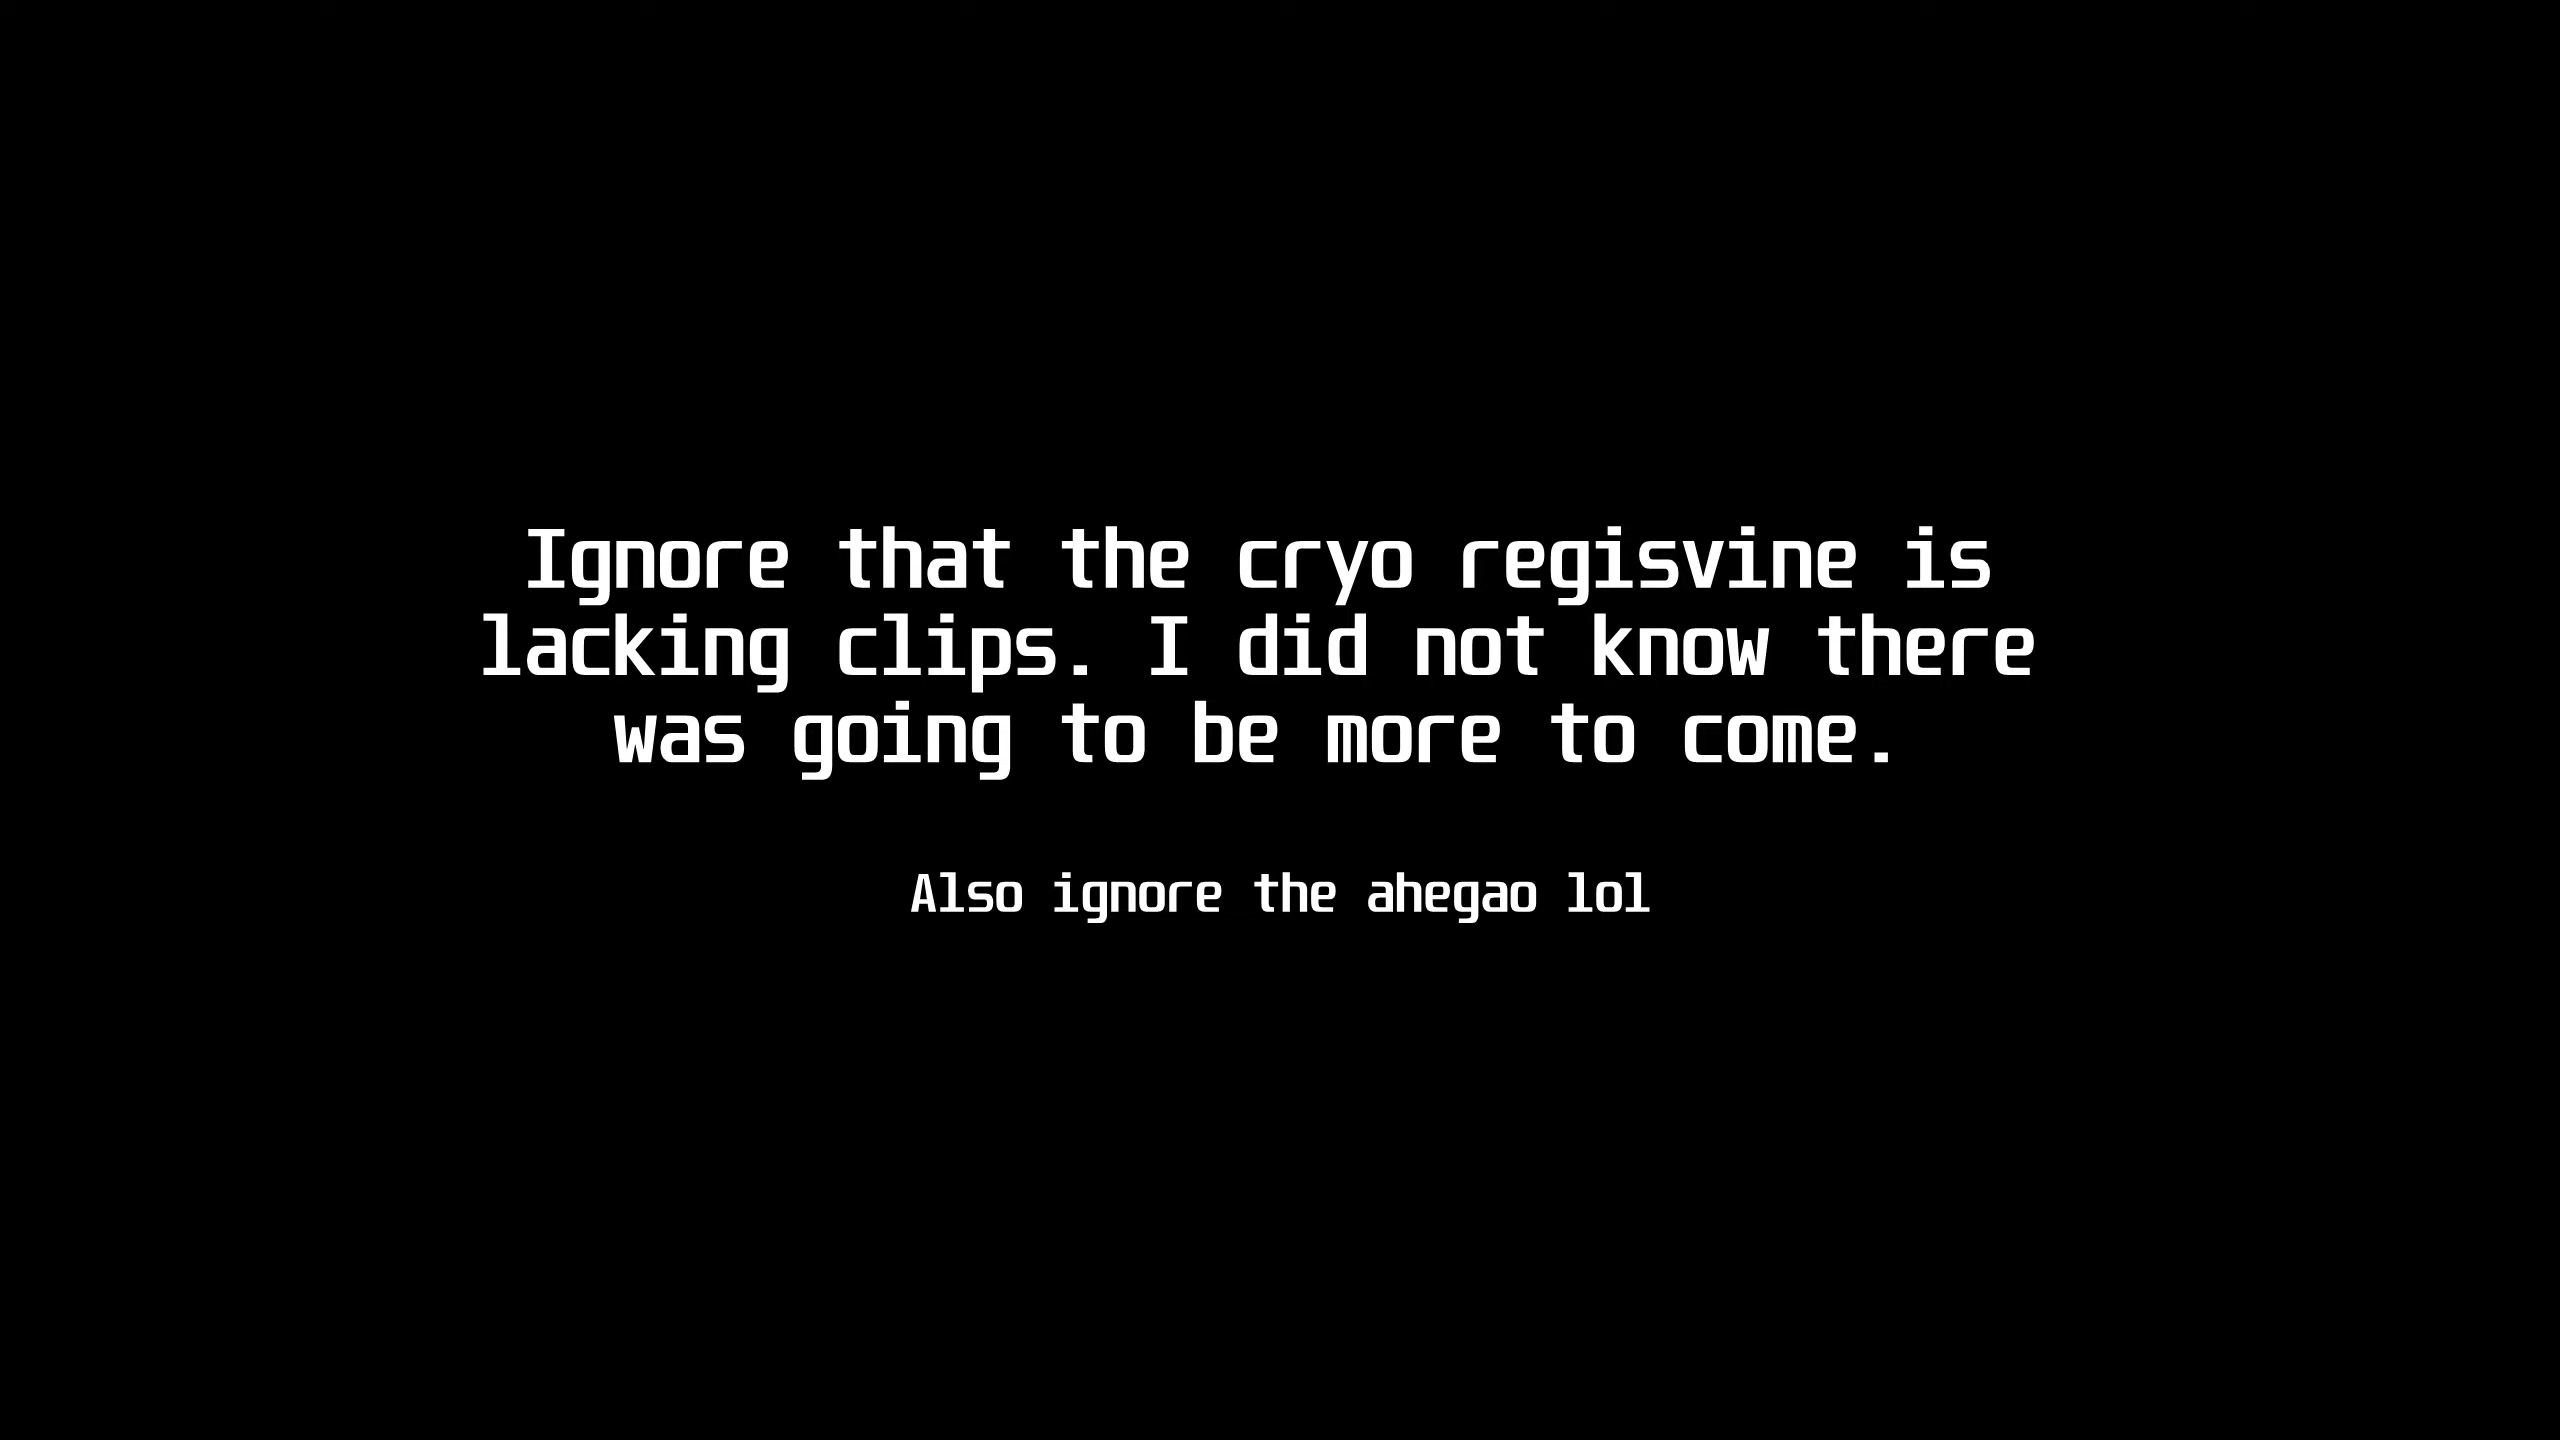 Ignore that the cryo regisvine is
lacking clips. I did not know there
was going to be more to come.
Also ignore the ahegao lol